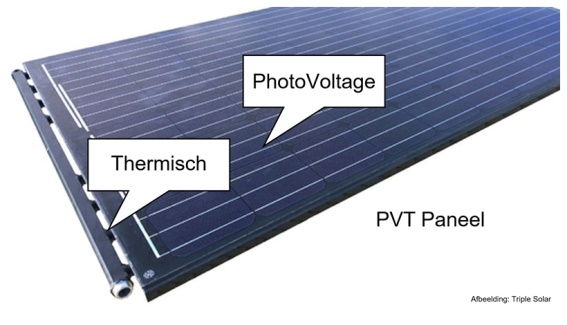 PhotoVoltage
Thermisch
PVT Paneel
Afbeelding: Triple Solar